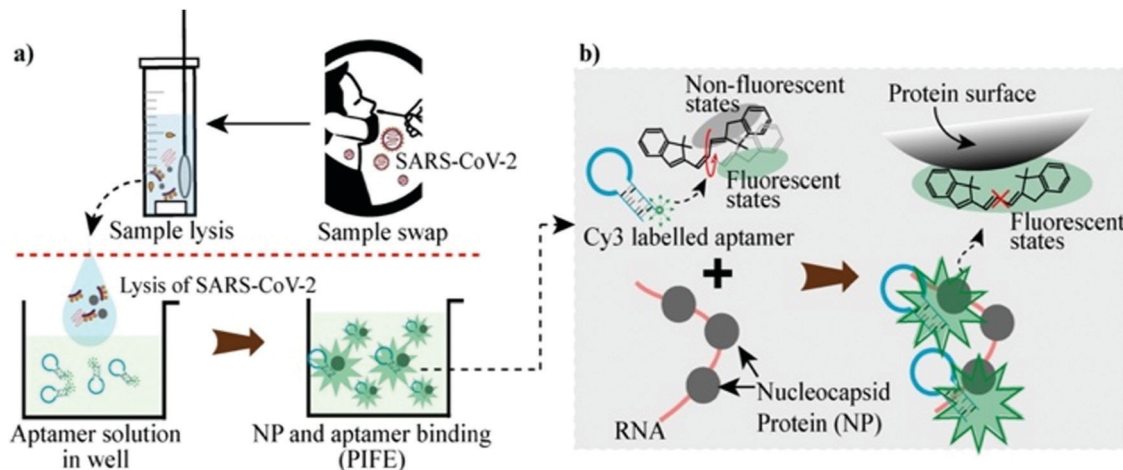 a)
SARS-CoV-2
Sample lysis
Sample swap
Lysis of SARS-CoV-2
Aptamer solution
in well
NP and aptamer binding
(PIFE)
b)
Non-fluorescent
states
Fluorescent
states
Cy3 labelled aptamer
+
RNA
Nucleocapsid
Protein (NP)
Protein surface
Fluorescent
states